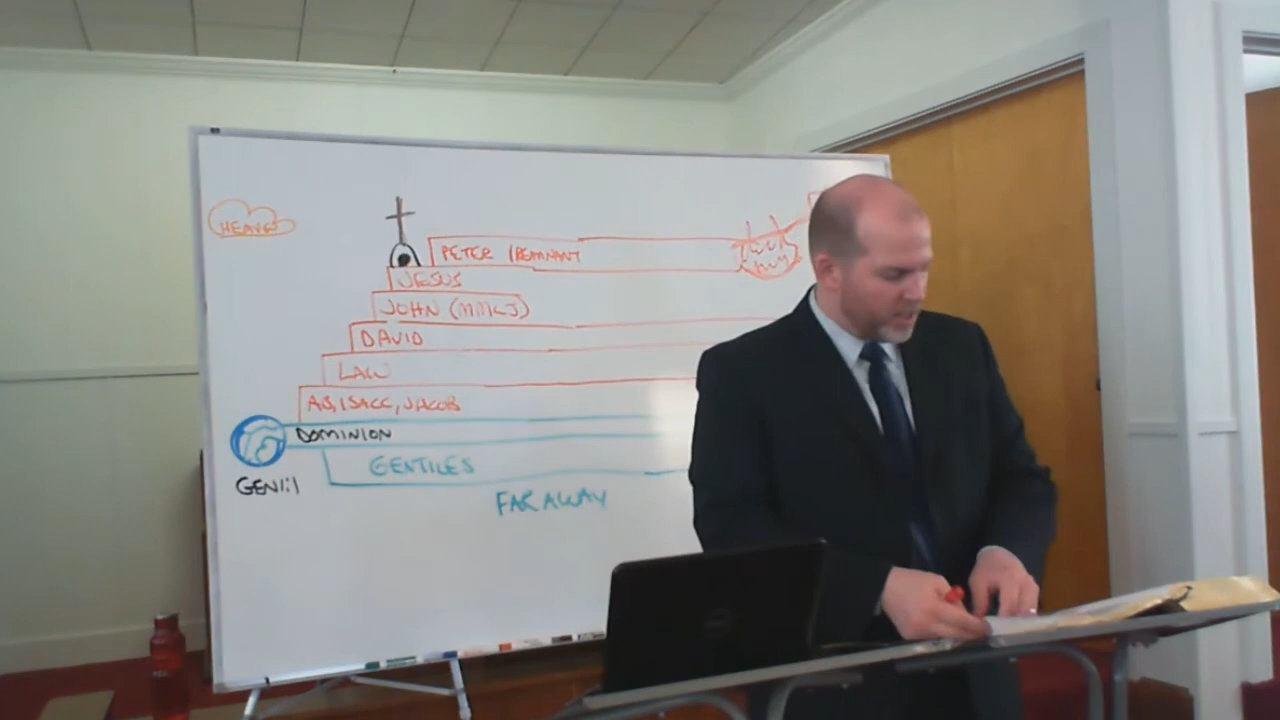 HEAVEN
PETER / REMNANT
JESUS
JOHN (MMLJ)
DAVID
LAW
AB, ISACC, JACOB
DOMINION
GENTILES
GEN 1:1
FAR AWAY